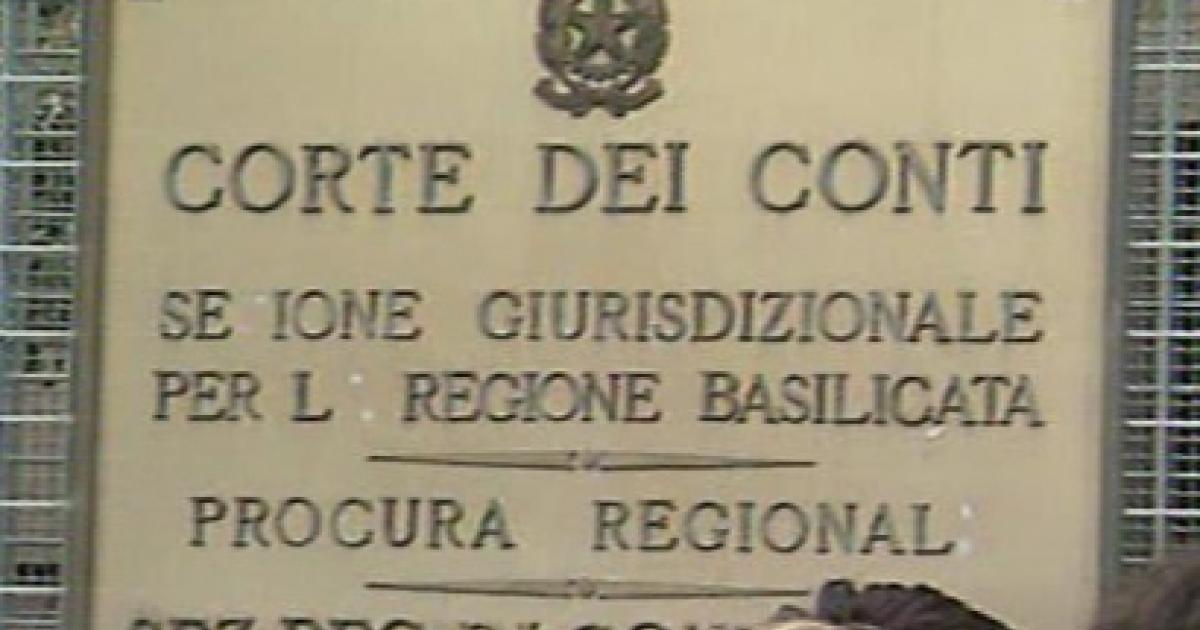 CORTE DEI CONTI
SE IONE GIURISDIZIONALE
PER L REGIONE BASILICATA
PROCURA REGIONAL